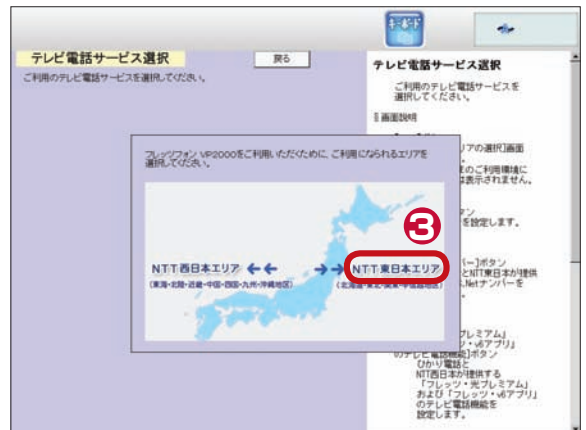 キーボード
テレビ電話サービス選択
戻る
ご利用のテレビ電話サービスを選択してください。
フレッツフォン VP2000をご利用いただくために、ご利用になられるエリアを
選択してください。
NTT西日本エリア
(東海・北陸・近畿・中国・四国・九州・沖縄地区)
3
NTT東日本エリア
テレビ電話サービス選択
ご利用のテレビ電話サービスを
選択してください。
画面説明
アの選択]画面
のご利用環境に
は表示されません。
タン
を設定します。
ー]ボタン
とNTT東日本が提供
.Netナンバーを
プレミアム」
ツ・v6アプリ」
のテレビ電話機能]ボタン
ひかり電話と
NTT西日本が提供する
「フレッツ・光プレミアム」
および「フレッツ・v6アプリ」
のテレビ電話機能を
設定します。